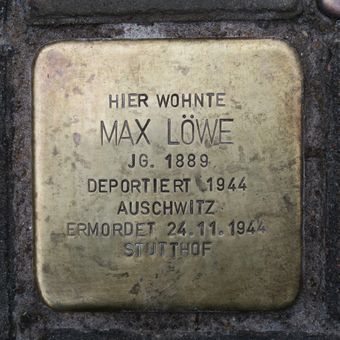 HIER WOHNTE
MAX LÖWE
JG. 1889
DEPORTIERT 1944
AUSCHWITZ
ERMORDET 24.11.1944
STUTTHOF